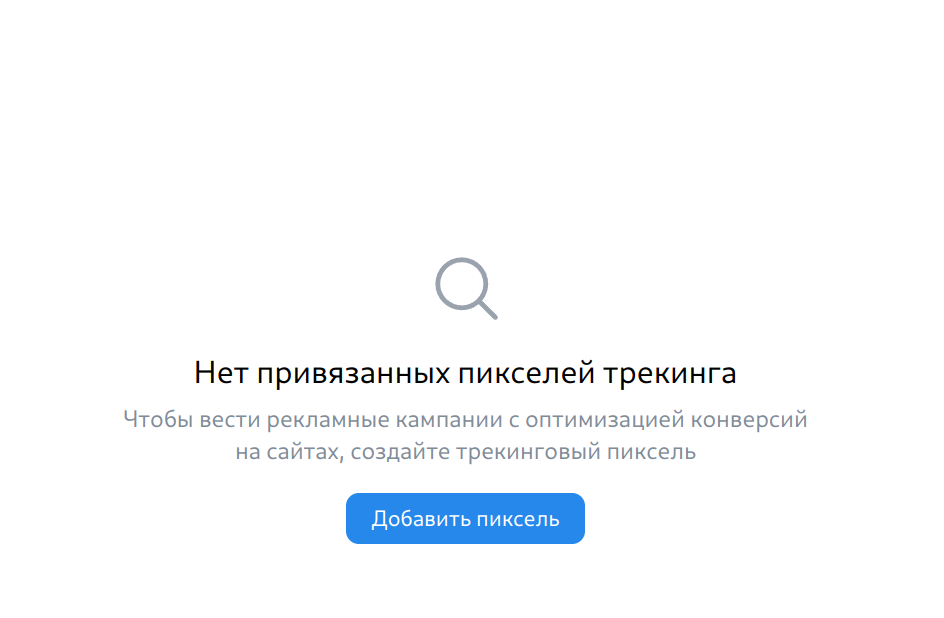 Нет привязанных пикселей трекинга
Чтобы вести рекламные кампании с оптимизацией конверсий
на сайтах, создайте трекинговый пиксель
Добавить пиксель